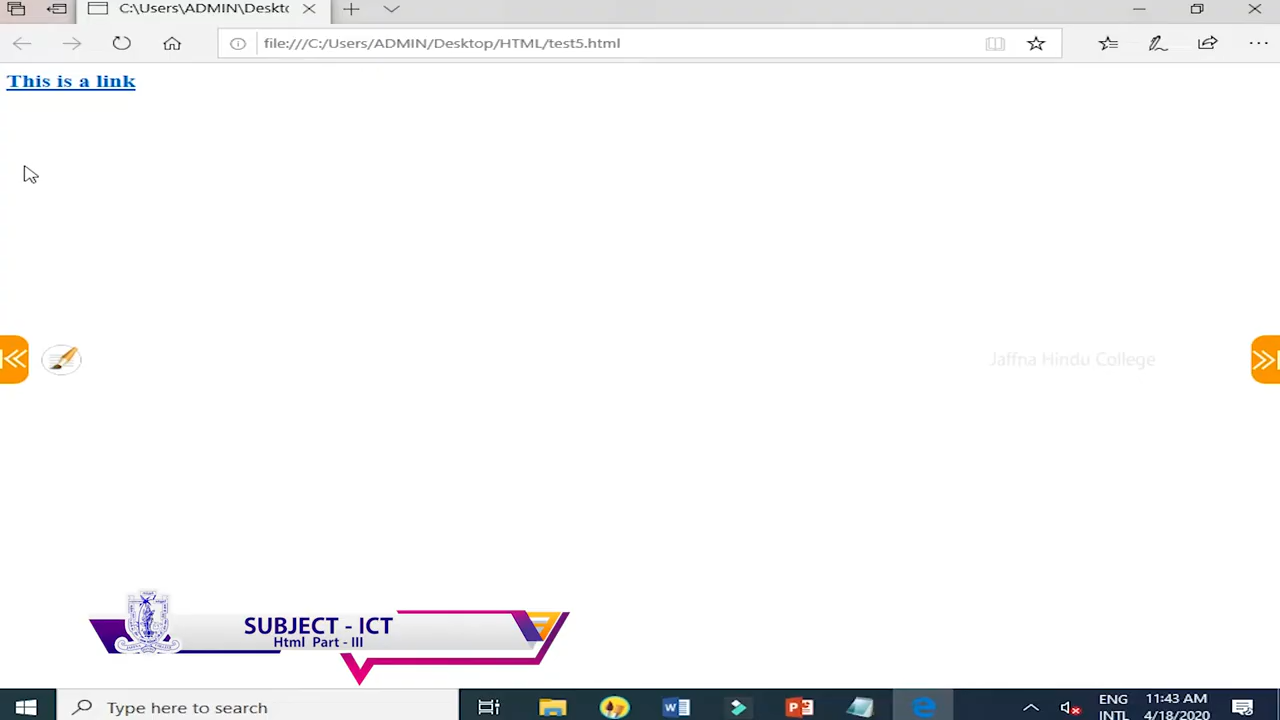 C:\Users\ADMIN\Deskto
file:///C:/Users/ADMIN/Desktop/HTML/test5.html
This is a link
Jaffna Hindu College
SUBJECT - ICT
Html Part - III
Type here to search
ENG
INTL
11:43 AM
4/18/2020